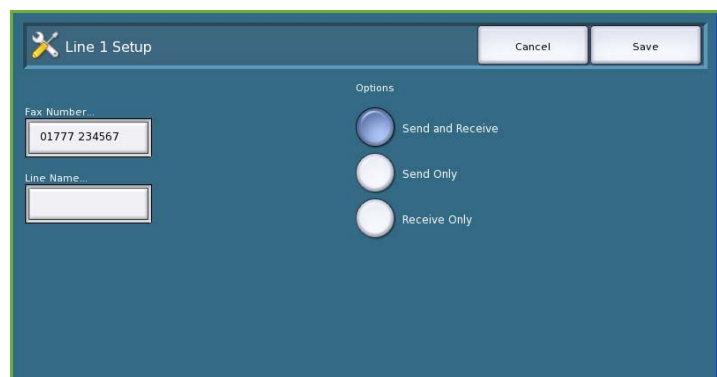 Line 1 Setup
Cancel
Save
Fax Number...
01777 234567
Line Name...
Options
Send and Receive
Send Only
Receive Only